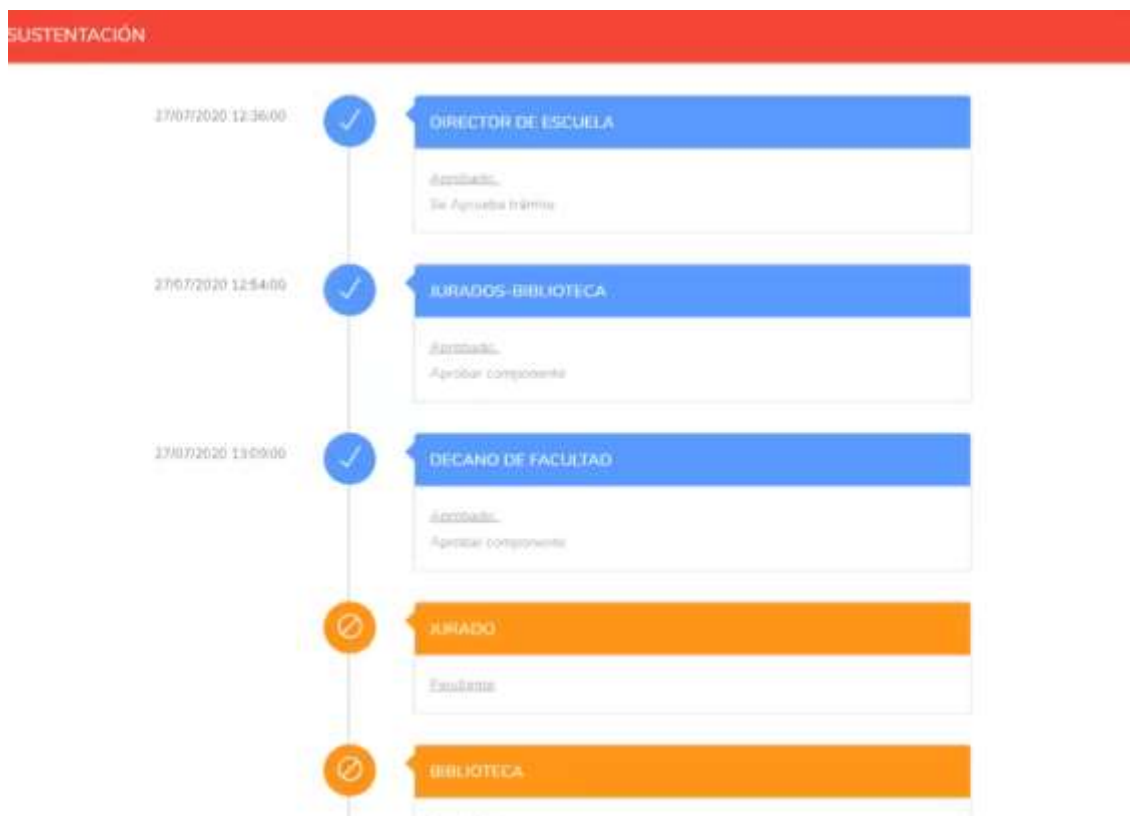 SUSTENTACIÓN
27/07/2020 12:36:00
DIRECTOR DE ESCUELA
Aprobado.
Se Aprueba trámite
27/07/2020 12:54:00
JURADOS-BIBLIOTECA
Aprobado.
Aprobar componente
27/07/2020 13:09:00
DECANO DE FACULTAD
Aprobado.
Aprobar componente
JURADO
Pendiente
BIBLIOTECA